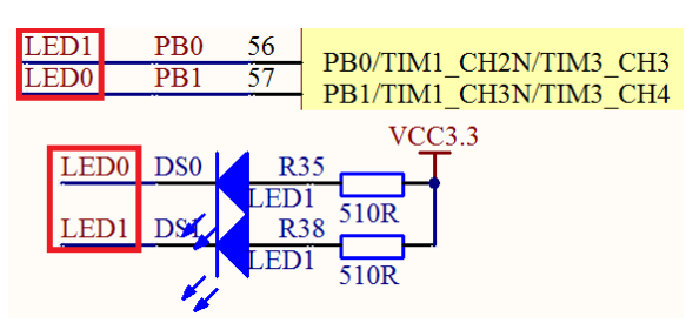 LED1 PB0 56 PB0/TIM1_CH2N/TIM3_CH3
LED0 PB1 57 PB1/TIM1_CH3N/TIM3_CH4
VCC3.3
LED0 DS0 R35
LED1 510R
LED1 DS1 R38
LED1 510R